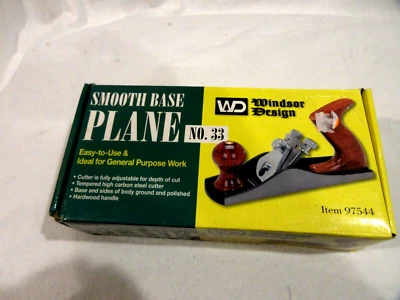 SMOOTH BASE
PLANE NO. 33
Easy-to-Use &
Ideal for General Purpose Work
• Cutter is fully adjustable for depth of cut
• Tempered high carbon steel cutter
• Base and sides of body ground and polished
• Hardwood handle
WD Windsor
Design
Item 97544